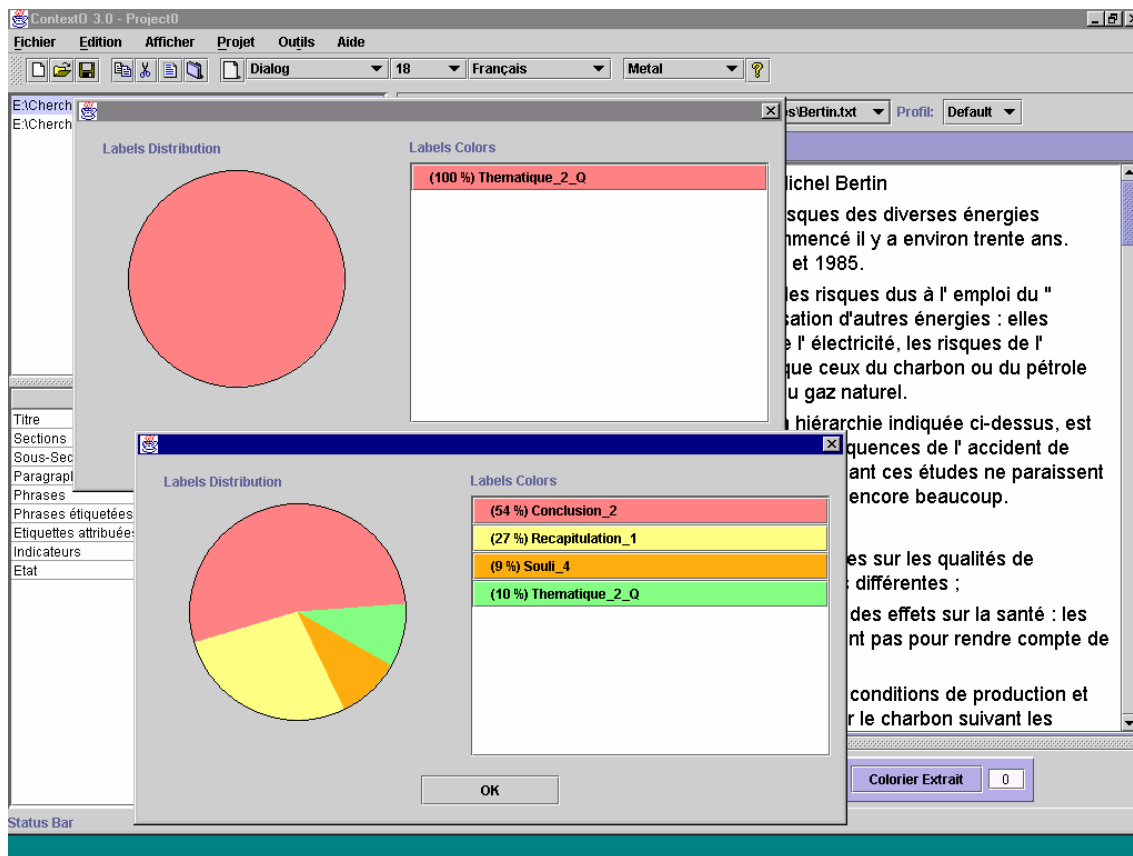 ContextO 3.0 - Project0
Fichier Edition Afficher Projet Outils Aide
Dialog 18 Français Metal
E:\Cherch
E:\Cherch
s\Bertin.txt Profil: Default
Labels Distribution Labels Colors
(100 %) Thematique_2_Q
ichel Bertin
sques des diverses énergies
mmencé il y a environ trente ans.
et 1985.
les risques dus à l' emploi du "
sation d'autres énergies : elles
e l' électricité, les risques de l'
que ceux du charbon ou du pétrole
u gaz naturel.
hiérarchie indiquée ci-dessus, est
quences de l' accident de
ant ces études ne paraissent
encore beaucoup.
es sur les qualités de
différentes ;
des effets sur la santé : les
nt pas pour rendre compte de
conditions de production et
r le charbon suivant les
Titre
Sections
Sous-Sec
Paragrap
Phrases
Phrases étiquetées
Etiquettes attribuée
Indicateurs
Etat
Labels Distribution Labels Colors
(54 %) Conclusion_2
(27 %) Recapitulation_1
(9 %) Souli_4
(10 %) Thematique_2_Q
OK
Colorier Extrait 0
Status Bar